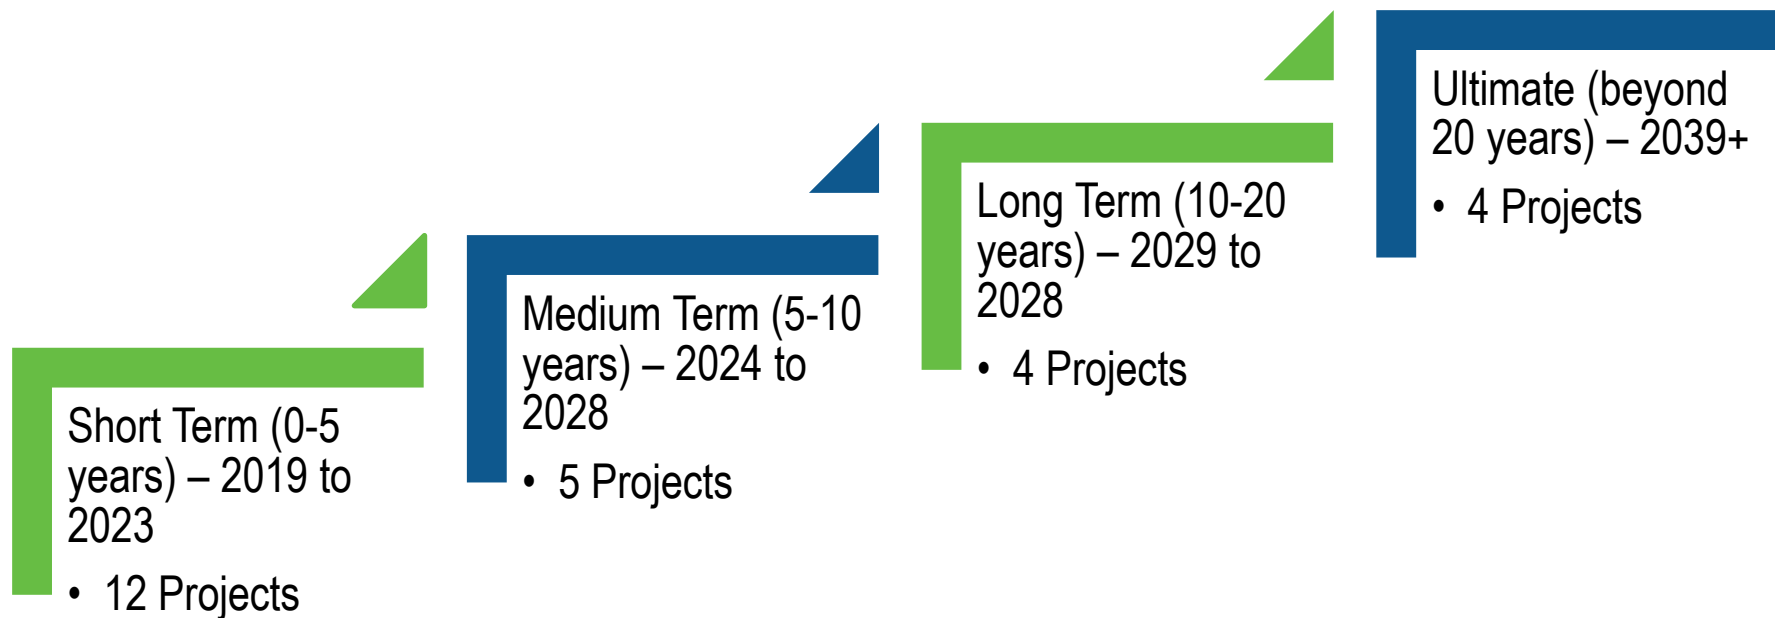 Short Term (0-5
years) – 2019 to
2023
• 12 Projects
Medium Term (5-10
years) – 2024 to
2028
• 5 Projects
Long Term (10-20
years) – 2029 to
2028
• 4 Projects
Ultimate (beyond
20 years) – 2039+
• 4 Projects